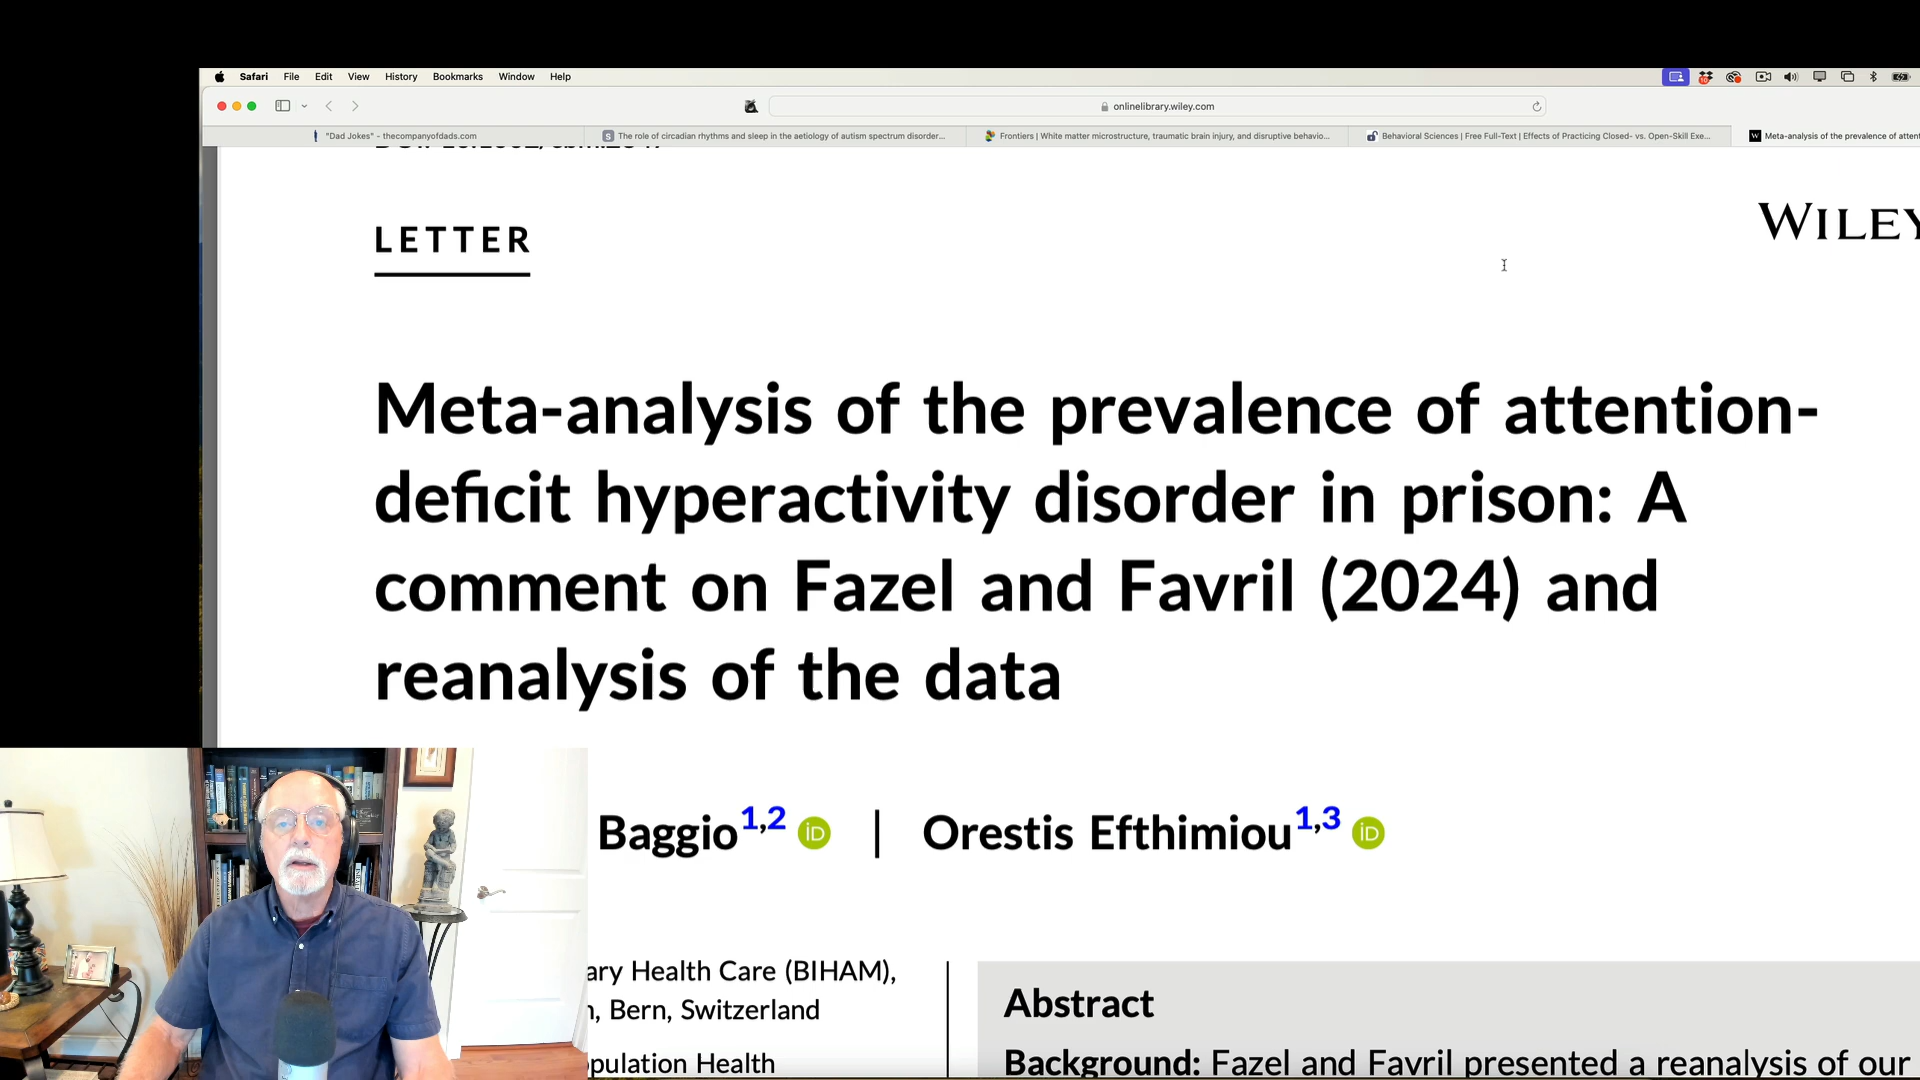 Safari File Edit View History Bookmarks Window Help
onlinelibrary.wiley.com
"Dad Jokes" - thecompanyofdads.com
The role of circadian rhythms and sleep in the aetiology of autism spectrum disorder...
Frontiers | White matter microstructure, traumatic brain injury, and disruptive behavio...
Behavioral Sciences | Free Full-Text | Effects of Practicing Closed- vs. Open-Skill Exe...
Meta-analysis of the prevalence of attent
LETTER
WILEY
Meta-analysis of the prevalence of attention-
deficit hyperactivity disorder in prison: A
comment on Fazel and Favril (2024) and
reanalysis of the data
Baggio1,2 iD | Orestis Efthimiou1,3 iD
ary Health Care (BIHAM),
, Bern, Switzerland
pulation Health
Abstract
Background: Fazel and Favril presented a reanalysis of our